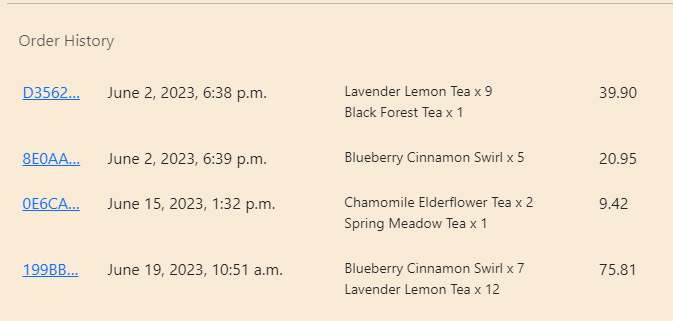 Order History
D3562... June 2, 2023, 6:38 p.m. Lavender Lemon Tea x 9 39.90
Black Forest Tea x 1
8E0AA... June 2, 2023, 6:39 p.m. Blueberry Cinnamon Swirl x 5 20.95
0E6CA... June 15, 2023, 1:32 p.m. Chamomile Elderflower Tea x 2 9.42
Spring Meadow Tea x 1
199BB... June 19, 2023, 10:51 a.m. Blueberry Cinnamon Swirl x 7 75.81
Lavender Lemon Tea x 12